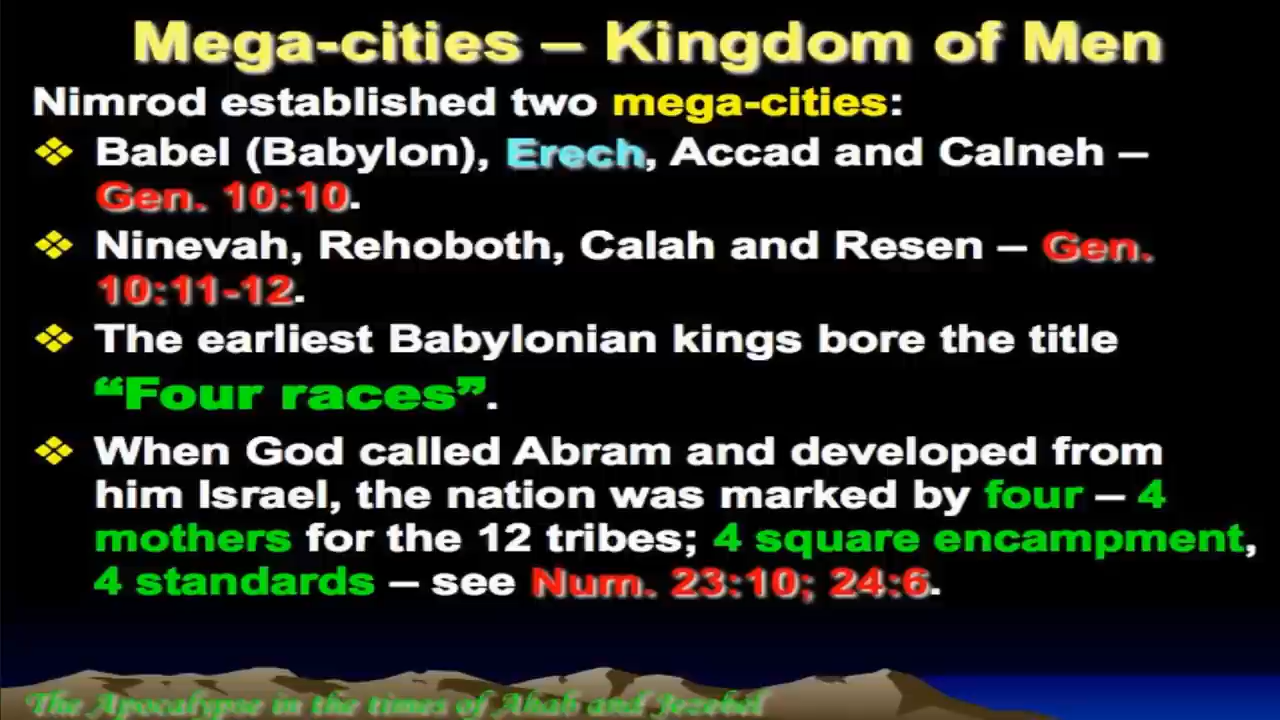 Mega-cities – Kingdom of Men
Nimrod established two mega-cities:
❖ Babel (Babylon), Erech, Accad and Calneh –
Gen. 10:10.
❖ Ninevah, Rehoboth, Calah and Resen – Gen.
10:11-12.
❖ The earliest Babylonian kings bore the title
“Four races”.
❖ When God called Abram and developed from
him Israel, the nation was marked by four – 4
mothers for the 12 tribes; 4 square encampment,
4 standards – see Num. 23:10; 24:6.
The Apocalypse in the times of Ahab and Jezebel